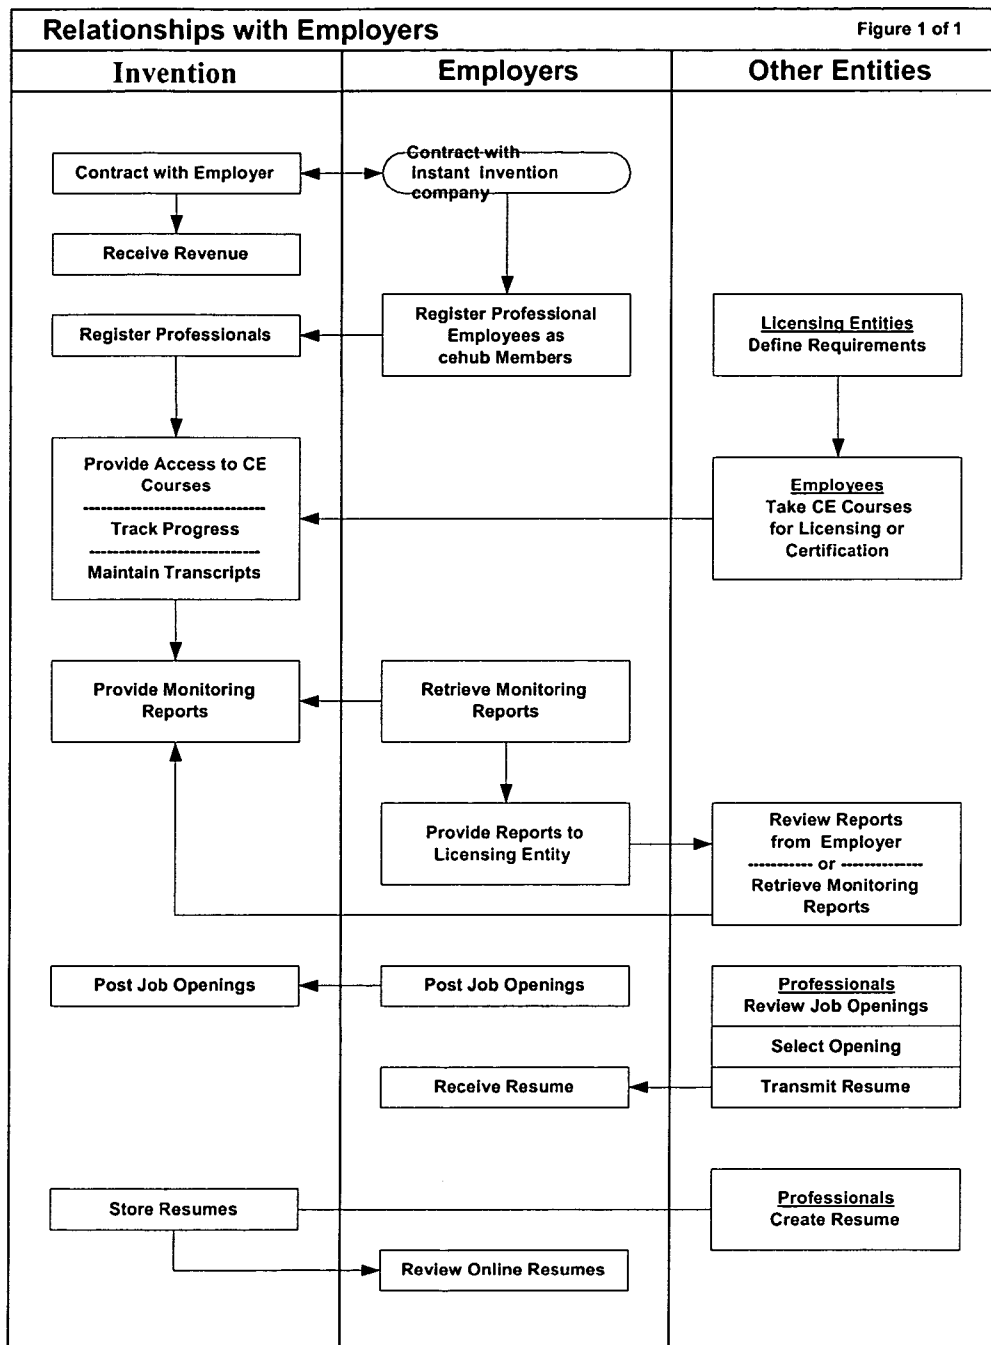 Relationships with Employers
Figure 1 of 1
Invention
Employers
Other Entities
Contract with Employer
Contract with
Instant invention
company
Receive Revenue
Register Professionals
Register Professional
Employees as
cehub Members
Licensing Entities
Define Requirements
Provide Access to CE
Courses
Track Progress
Maintain Transcripts
Employees
Take CE Courses
for Licensing or
Certification
Provide Monitoring
Reports
Retrieve Monitoring
Reports
Provide Reports to
Licensing Entity
Review Reports
from Employer
----------- or --------------
Retrieve Monitoring
Reports
Post Job Openings
Post Job Openings
Professionals
Review Job Openings
Select Opening
Receive Resume
Transmit Resume
Store Resumes
Professionals
Create Resume
Review Online Resumes